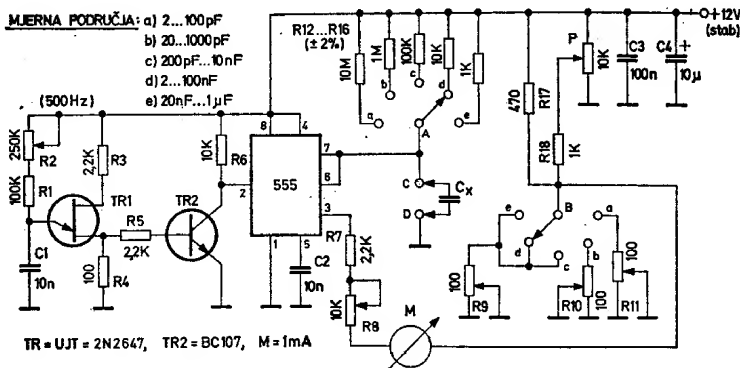 MJERNA PODRUČJA: a) 2...100pF
b) 20...1000pF
c) 200pF...10nF
d) 2...100nF
e) 20nF...1µF
R12...R16
(±2%)
10M
1M
100K
10K
1K
a
b
c
d
e
A
+12V
(stab)
P
10K
C3
100n
C4
+
10µ
470
R17
R18
1K
(500Hz)
250K
R2
100K
R1
2,2K
R3
TR1
R5
2,2K
TR2
10K
R6
C1
10n
100
R4
8
4
7
6
2
555
3
1
5
C2
10n
R7
2,2K
10K
R8
C
D
Cx
M
e
B
a
d
c
b
100
R9
R10
100
100
R11
TR = UJT = 2N2647, TR2 = BC107, M = 1mA